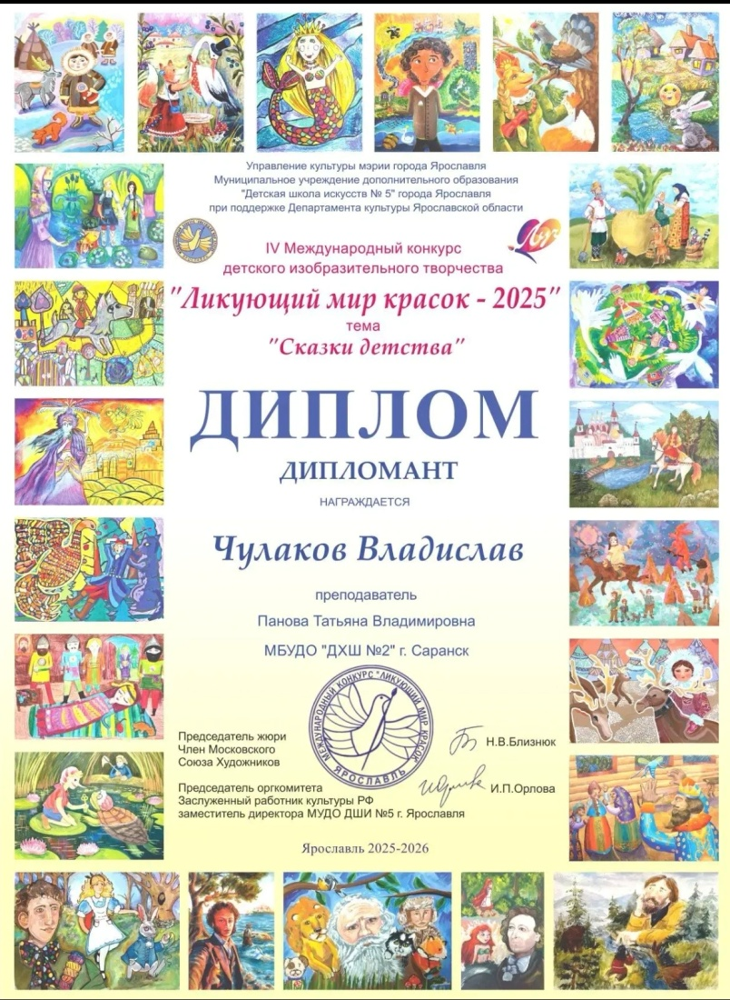 Управление культуры мэрии города Ярославля
Муниципальное учреждение дополнительного образования
"Детская школа искусств № 5" города Ярославля
при поддержке Департамента культуры Ярославской области
Луч
IV Международный конкурс
детского изобразительного творчества
"Ликующий мир красок - 2025"
тема
"Сказки детства"
ДИПЛОМ
ДИПЛОМАНТ
НАГРАЖДАЕТСЯ
Чулаков Владислав
преподаватель
Панова Татьяна Владимировна
МБУДО "ДХШ №2" г. Саранск
МЕЖДУНАРОДНЫЙ КОНКУРС "ЛИКУЮЩИЙ МИР КРАСОК"
ЯРОСЛАВЛЬ
Председатель жюри
Член Московского
Союза Художников
Н.В.Близнюк
Председатель оргкомитета
Заслуженный работник культуры РФ
заместитель директора МУДО ДШИ №5 г. Ярославля
И.П.Орлова
Ярославль 2025-2026